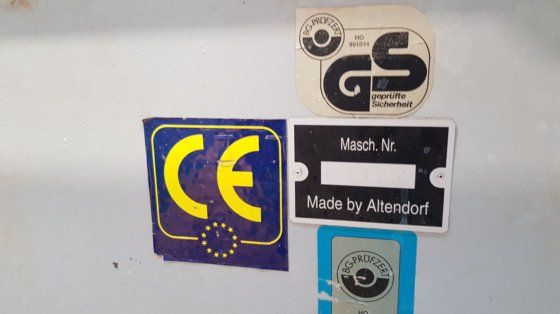 BG-PRÜFZERT
HO
991044
GS
geprüfte
Sicherheit
CE
Masch. Nr.
Made by Altendorf
BG-PRÜFZERT
HO